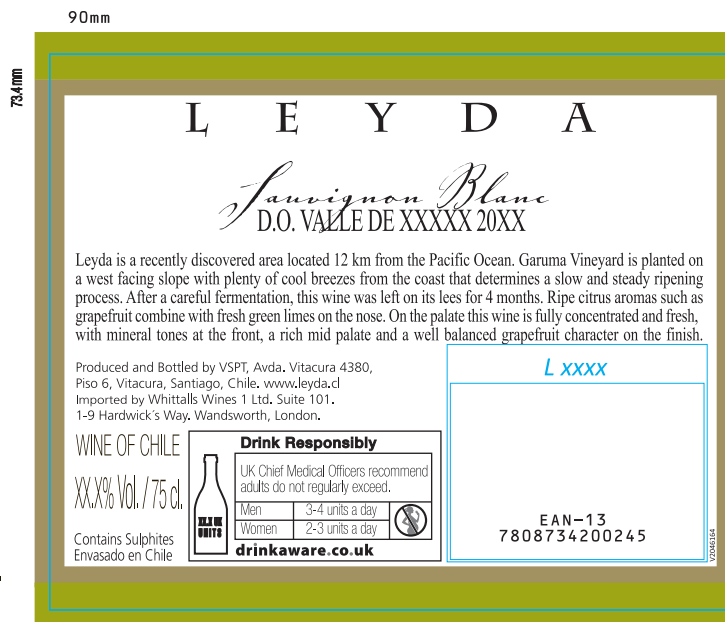 90mm
73.4mm
L E Y D A
Sauvignon Blanc
D.O. VALLE DE XXXXX 20XX
Leyda is a recently discovered area located 12 km from the Pacific Ocean. Garuma Vineyard is planted on
a west facing slope with plenty of cool breezes from the coast that determines a slow and steady ripening
process. After a careful fermentation, this wine was left on its lees for 4 months. Ripe citrus aromas such as
grapefruit combine with fresh green limes on the nose. On the palate this wine is fully concentrated and fresh,
with mineral tones at the front, a rich mid palate and a well balanced grapefruit character on the finish.
Produced and Bottled by VSPT, Avda. Vitacura 4380,
Piso 6, Vitacura, Santiago, Chile. www.leyda.cl
Imported by Whittalls Wines 1 Ltd. Suite 101.
1-9 Hardwick´s Way. Wandsworth, London.
WINE OF CHILE
XX.X% Vol. / 75 cl.
Contains Sulphites
Envasado en Chile
XX.X UK
UNITS
Drink Responsibly
UK Chief Medical Officers recommend
adults do not regularly exceed.
Men 3-4 units a day
Women 2-3 units a day
drinkaware.co.uk
L xxxx
EAN-13
7808734200245
V2046164